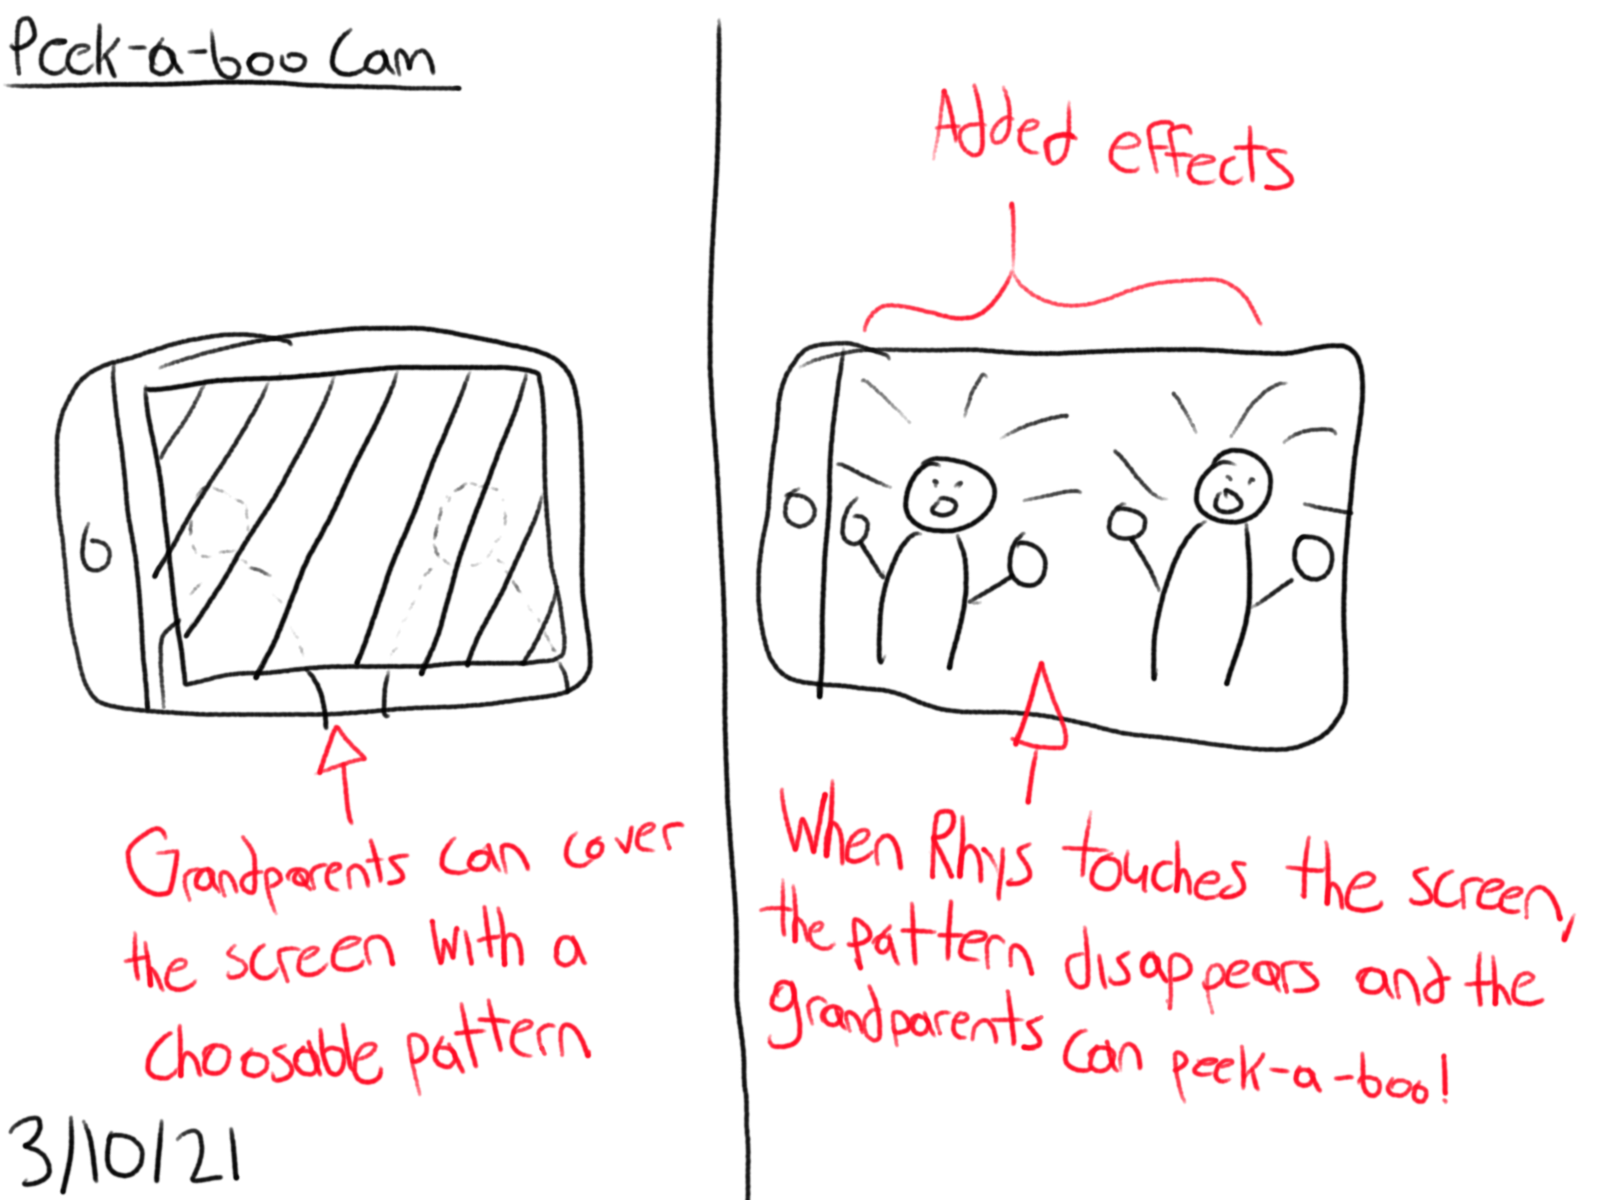 Peek-a-boo Cam
Grandparents can cover
the screen with a
choosable pattern
3/10/21
Added effects
When Rhys touches the screen,
the pattern disappears and the
grandparents can peek-a-boo!